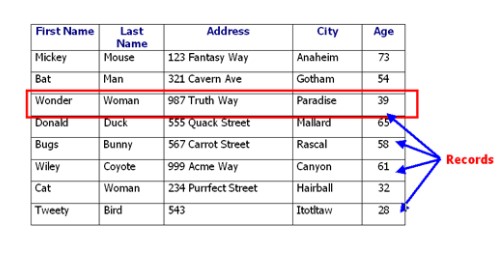 First Name Last Name Address City Age
Mickey Mouse 123 Fantasy Way Anaheim 73
Bat Man 321 Cavern Ave Gotham 54
Wonder Woman 987 Truth Way Paradise 39
Donald Duck 555 Quack Street Mallard 65
Bugs Bunny 567 Carrot Street Rascal 58
Records
Wiley Coyote 999 Acme Way Canyon 61
Cat Woman 234 Purrfect Street Hairball 32
Tweety Bird 543 Itotltaw 28